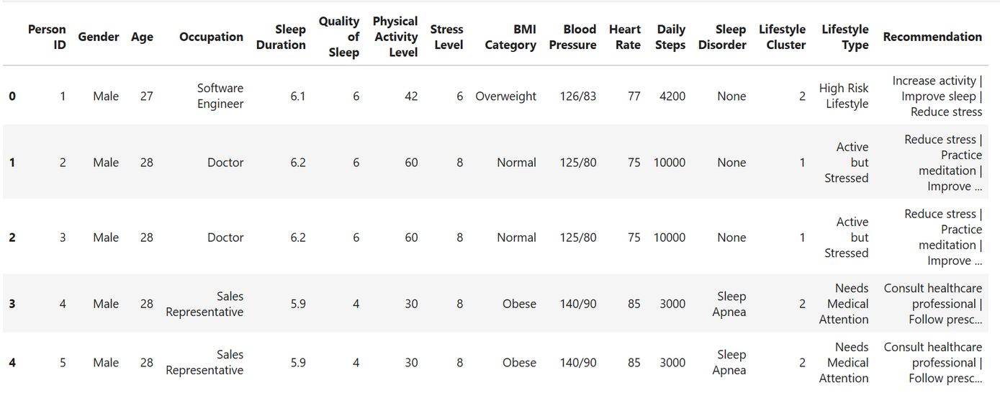 Person ID Gender Age Occupation Sleep Duration Quality of Sleep Physical Activity Level Stress Level BMI Category Blood Pressure Heart Rate Daily Steps Sleep Disorder Lifestyle Cluster Lifestyle Type Recommendation
0 1 Male 27 Software Engineer 6.1 6 42 6 Overweight 126/83 77 4200 None 2 High Risk Lifestyle Increase activity | Improve sleep | Reduce stress
1 2 Male 28 Doctor 6.2 6 60 8 Normal 125/80 75 10000 None 1 Active but Stressed Reduce stress | Practice meditation | Improve ...
2 3 Male 28 Doctor 6.2 6 60 8 Normal 125/80 75 10000 None 1 Active but Stressed Reduce stress | Practice meditation | Improve ...
3 4 Male 28 Sales Representative 5.9 4 30 8 Obese 140/90 85 3000 Sleep Apnea 2 Needs Medical Attention Consult healthcare professional | Follow presc...
4 5 Male 28 Sales Representative 5.9 4 30 8 Obese 140/90 85 3000 Sleep Apnea 2 Needs Medical Attention Consult healthcare professional | Follow presc...